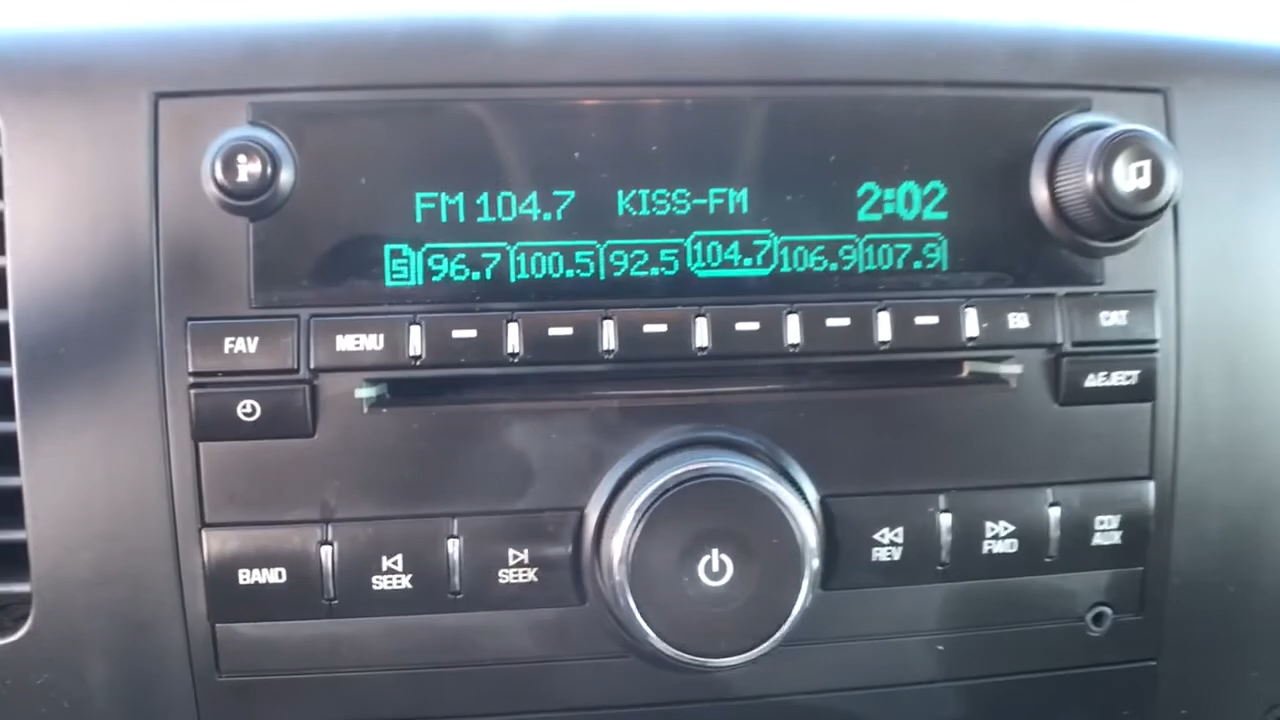 FM 104.7 KISS-FM 2:02
5 96.7 100.5 92.5 104.7 106.9 107.9
FAV MENU EQ CAT
EJECT
BAND SEEK SEEK REV FWD CD/
AUX